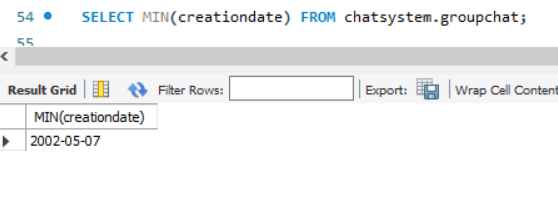 54 SELECT MIN(creationdate) FROM chatsystem.groupchat;
55
Result Grid Filter Rows: Export: Wrap Cell Content
MIN(creationdate)
2002-05-07